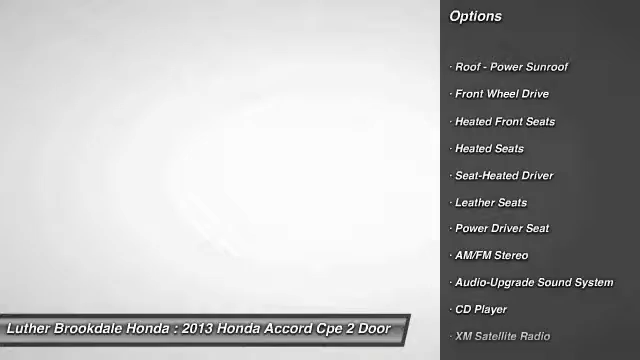 Options
· Roof - Power Sunroof
· Front Wheel Drive
· Heated Front Seats
· Heated Seats
· Seat-Heated Driver
· Leather Seats
· Power Driver Seat
· AM/FM Stereo
· Audio-Upgrade Sound System
· CD Player
· XM Satellite Radio
Luther Brookdale Honda : 2013 Honda Accord Cpe 2 Door